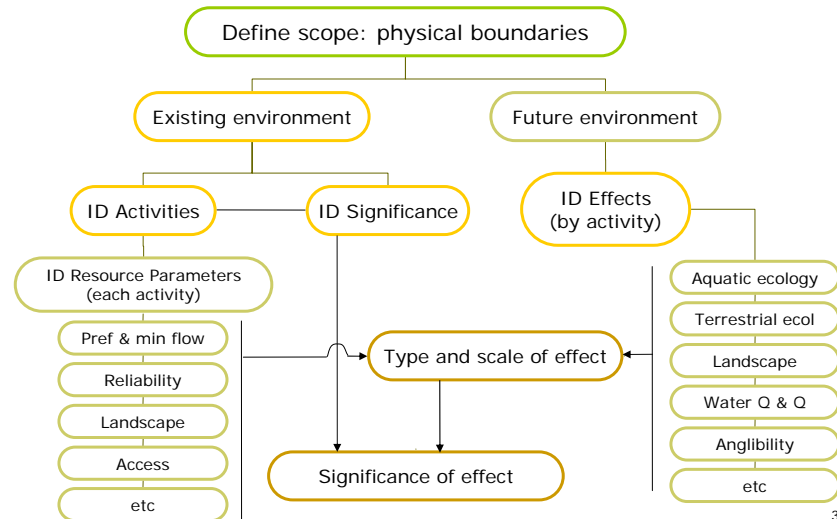 Define scope: physical boundaries
Existing environment
Future environment
ID Activities
ID Significance
ID Effects
(by activity)
ID Resource Parameters
(each activity)
Pref & min flow
Reliability
Landscape
Access
etc
Type and scale of effect
Significance of effect
Aquatic ecology
Terrestrial ecol
Landscape
Water Q & Q
Anglibility
etc
3